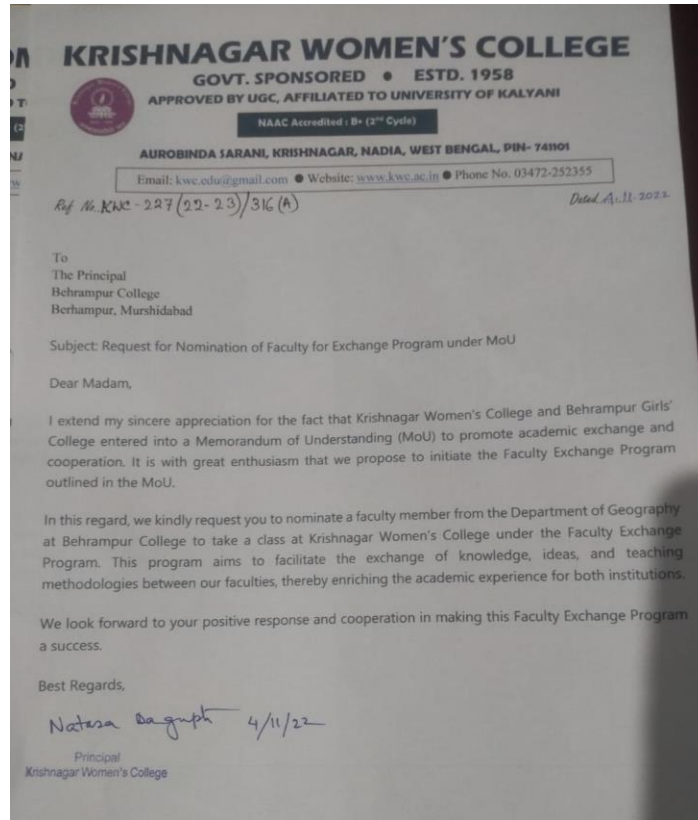 KRISHNAGAR WOMEN'S COLLEGE
GOVT. SPONSORED ● ESTD. 1958
APPROVED BY UGC, AFFILIATED TO UNIVERSITY OF KALYANI
NAAC Accredited : B+ (2nd Cycle)
AUROBINDA SARANI, KRISHNAGAR, NADIA, WEST BENGAL, PIN- 741101
Email: kwc.edu@gmail.com ● Website: www.kwc.ac.in ● Phone No. 03472-252355
Ref No. KWC - 227 (22-23)/316 (A)
Dated 4.11.2022
To
The Principal
Behrampur College
Berhampur, Murshidabad
Subject: Request for Nomination of Faculty for Exchange Program under MoU
Dear Madam,
I extend my sincere appreciation for the fact that Krishnagar Women's College and Behrampur Girls'
College entered into a Memorandum of Understanding (MoU) to promote academic exchange and
cooperation. It is with great enthusiasm that we propose to initiate the Faculty Exchange Program
outlined in the MoU.
In this regard, we kindly request you to nominate a faculty member from the Department of Geography
at Behrampur College to take a class at Krishnagar Women's College under the Faculty Exchange
Program. This program aims to facilitate the exchange of knowledge, ideas, and teaching
methodologies between our faculties, thereby enriching the academic experience for both institutions.
We look forward to your positive response and cooperation in making this Faculty Exchange Program
a success.
Best Regards,
Natasa Dasgupta 4/11/22
Principal
Krishnagar Women's College